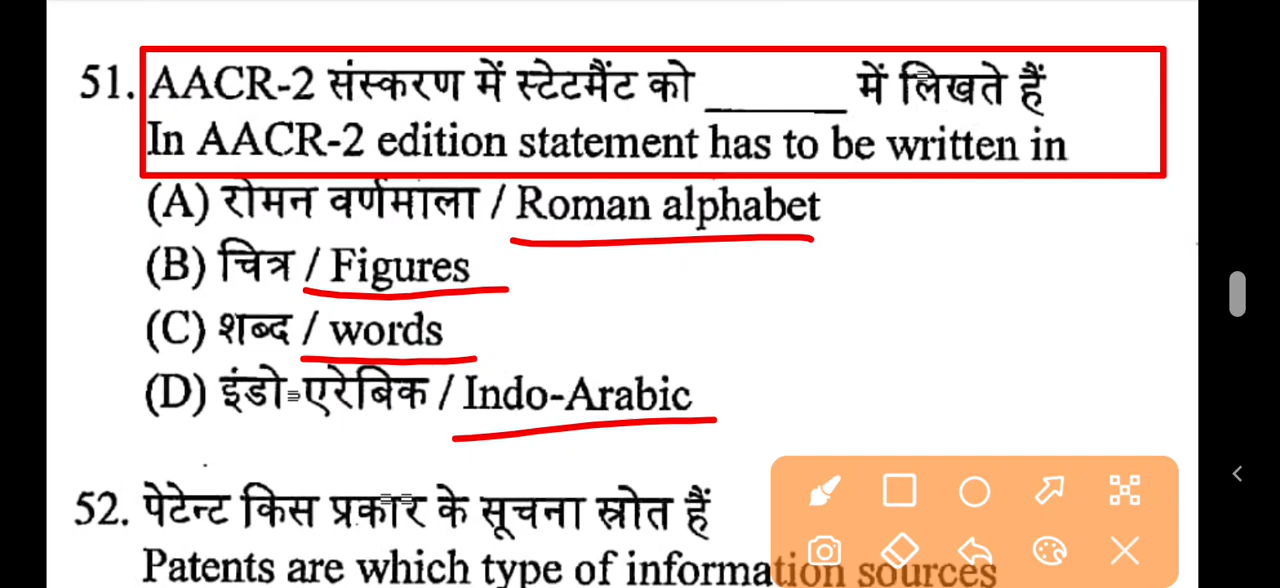 51. AACR-2 संस्करण में स्टेटमैंट को ______ में लिखते हैं
In AACR-2 edition statement has to be written in
(A) रोमन वर्णमाला / Roman alphabet
(B) चित्र / Figures
(C) शब्द / words
(D) इंडो-एरेबिक / Indo-Arabic
52. पेटेन्ट किस प्रकार के सूचना स्रोत हैं
Patents are which type of information sources